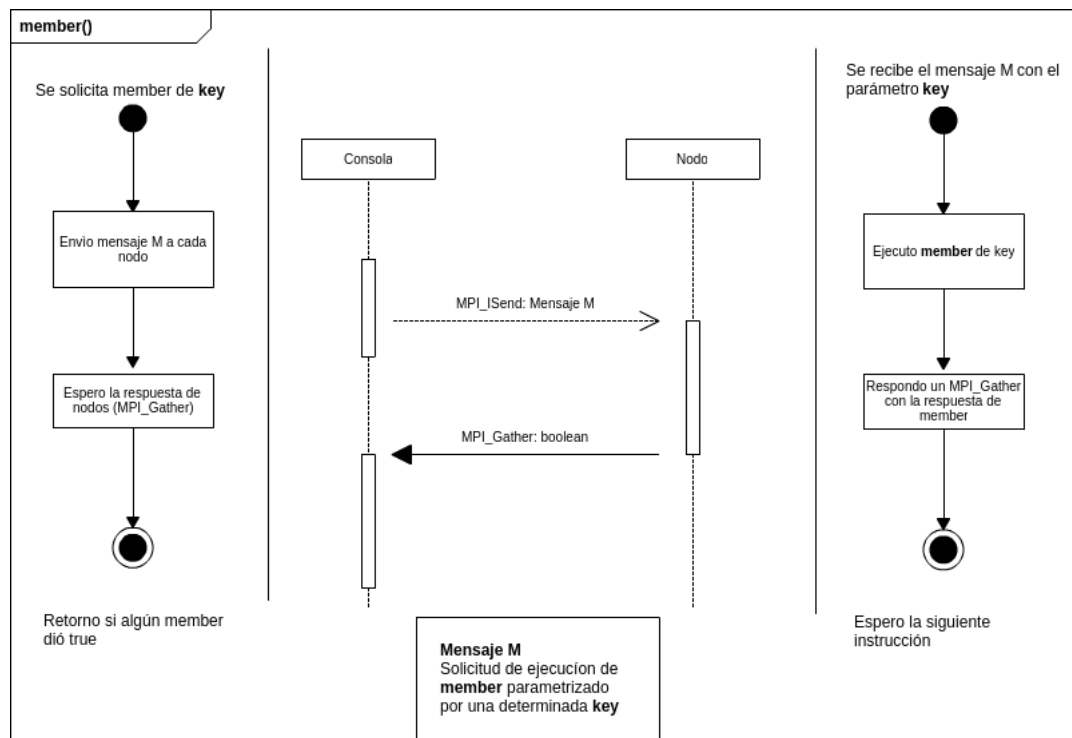 member()
Se solicita member de key
Envìo mensaje M a cada
nodo
Espero la respuesta de
nodos (MPI_Gather)
Retorno si algún member
dió true
Consola
Nodo
MPI_ISend: Mensaje M
MPI_Gather: boolean
Mensaje M
Solicitud de ejecucíon de
member parametrizado
por una determinada key
Se recibe el mensaje M con el
parámetro key
Ejecuto member de key
Respondo un MPI_Gather
con la respuesta de
member
Espero la siguiente
instrucción